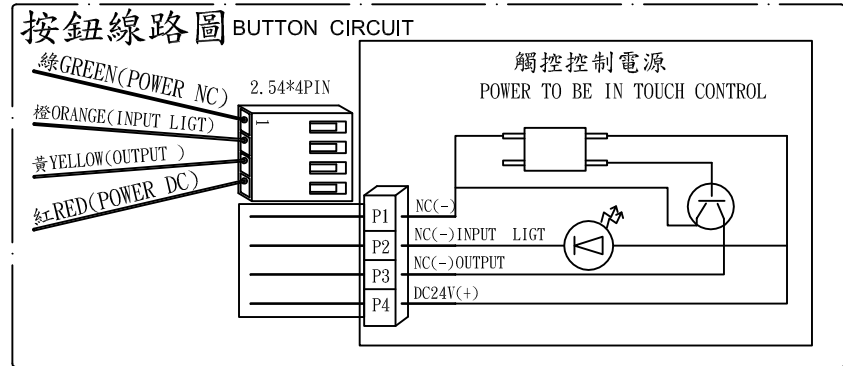 按鈕線路圖 BUTTON CIRCUIT
綠GREEN(POWER NC)
橙ORANGE(INPUT LIGT)
黃YELLOW(OUTPUT )
紅RED(POWER DC)
2.54*4PIN
1
觸控控制電源
POWER TO BE IN TOUCH CONTROL
P1 NC(-)
P2 NC(-)INPUT LIGT
P3 NC(-)OUTPUT
P4 DC24V(+)